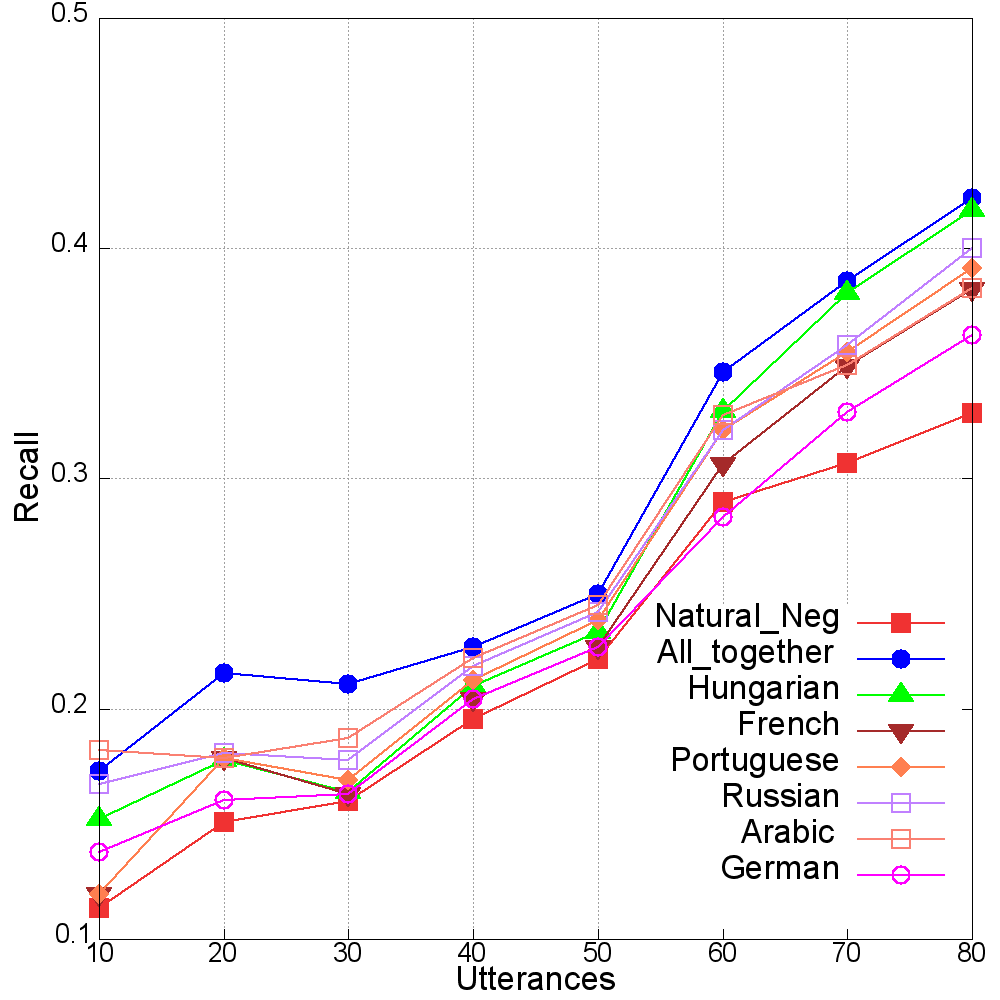 0.5
0.4
0.3
0.2
0.1
Recall
Natural_Neg
All_together
Hungarian
French
Portuguese
Russian
Arabic
German
10 20 30 40 50 60 70 80
Utterances